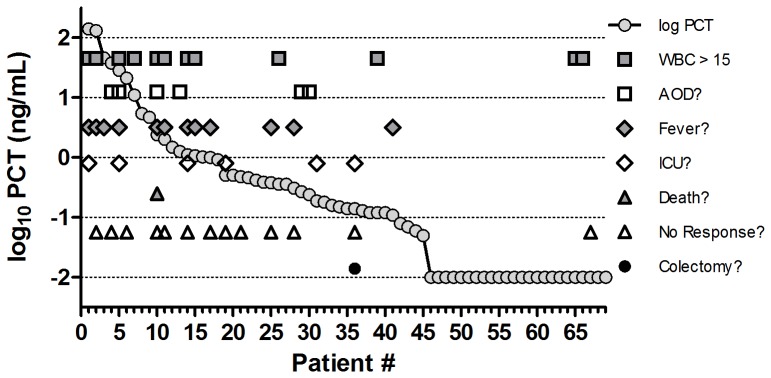 log₁₀ PCT (ng/mL)
2
1
0
-1
-2
0 5 10 15 20 25 30 35 40 45 50 55 60 65
Patient #
log PCT
WBC > 15
AOD?
Fever?
ICU?
Death?
No Response?
Colectomy?